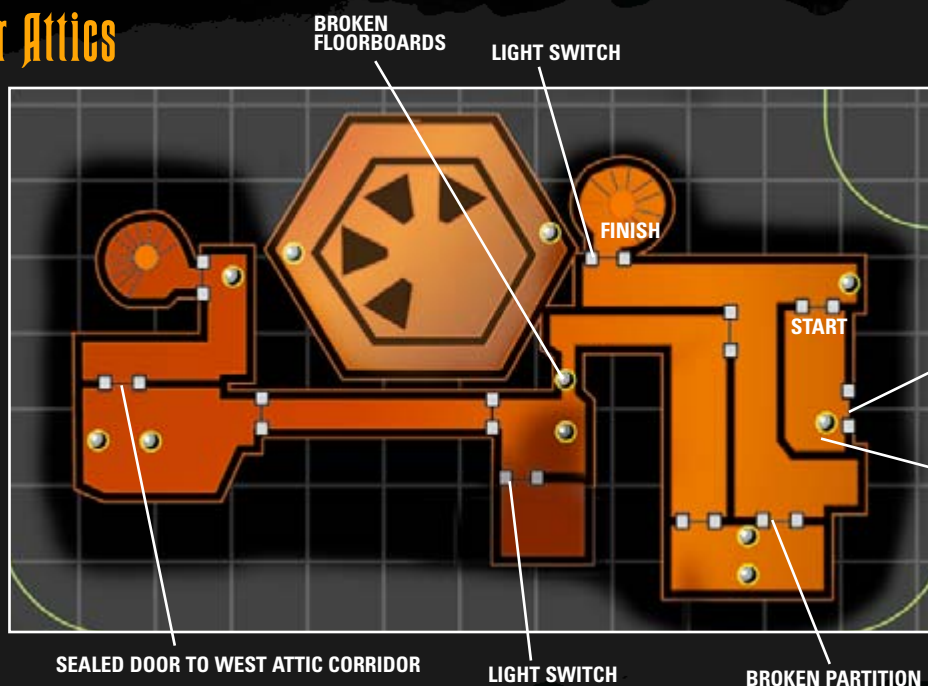 r Attics
BROKEN
FLOORBOARDS
LIGHT SWITCH
FINISH
START
SEALED DOOR TO WEST ATTIC CORRIDOR
LIGHT SWITCH
BROKEN PARTITION